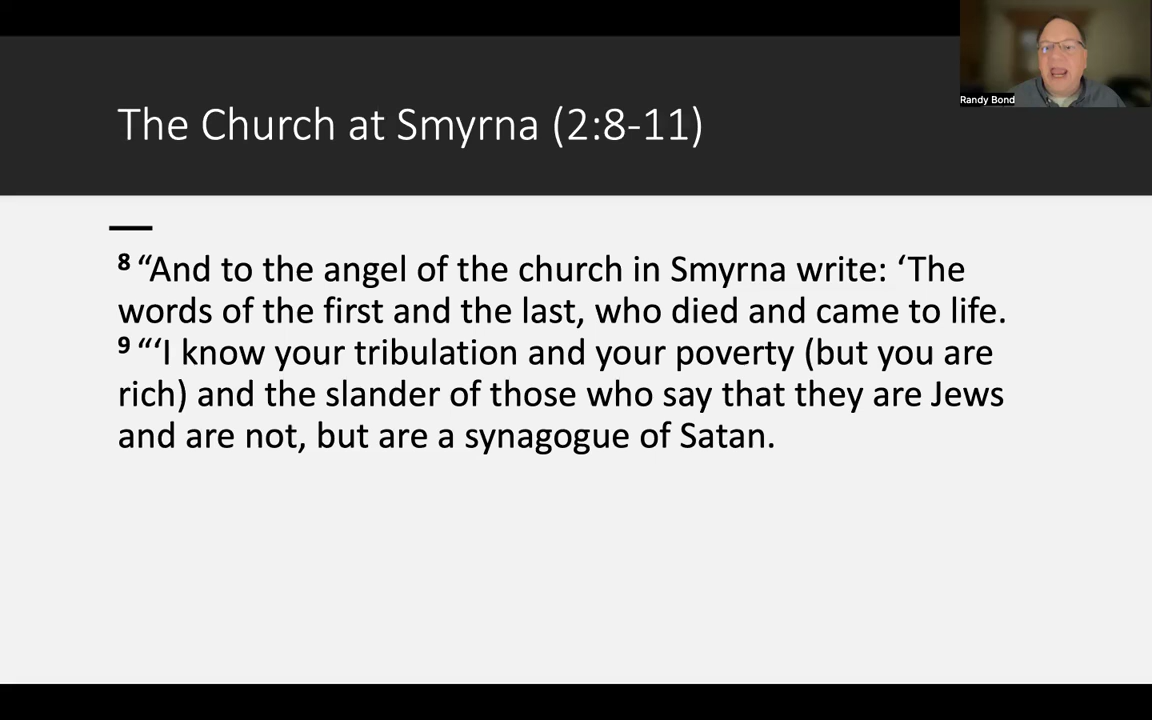 Randy Bond
The Church at Smyrna (2:8-11)
8 “And to the angel of the church in Smyrna write: ‘The
words of the first and the last, who died and came to life.
9 “‘I know your tribulation and your poverty (but you are
rich) and the slander of those who say that they are Jews
and are not, but are a synagogue of Satan.